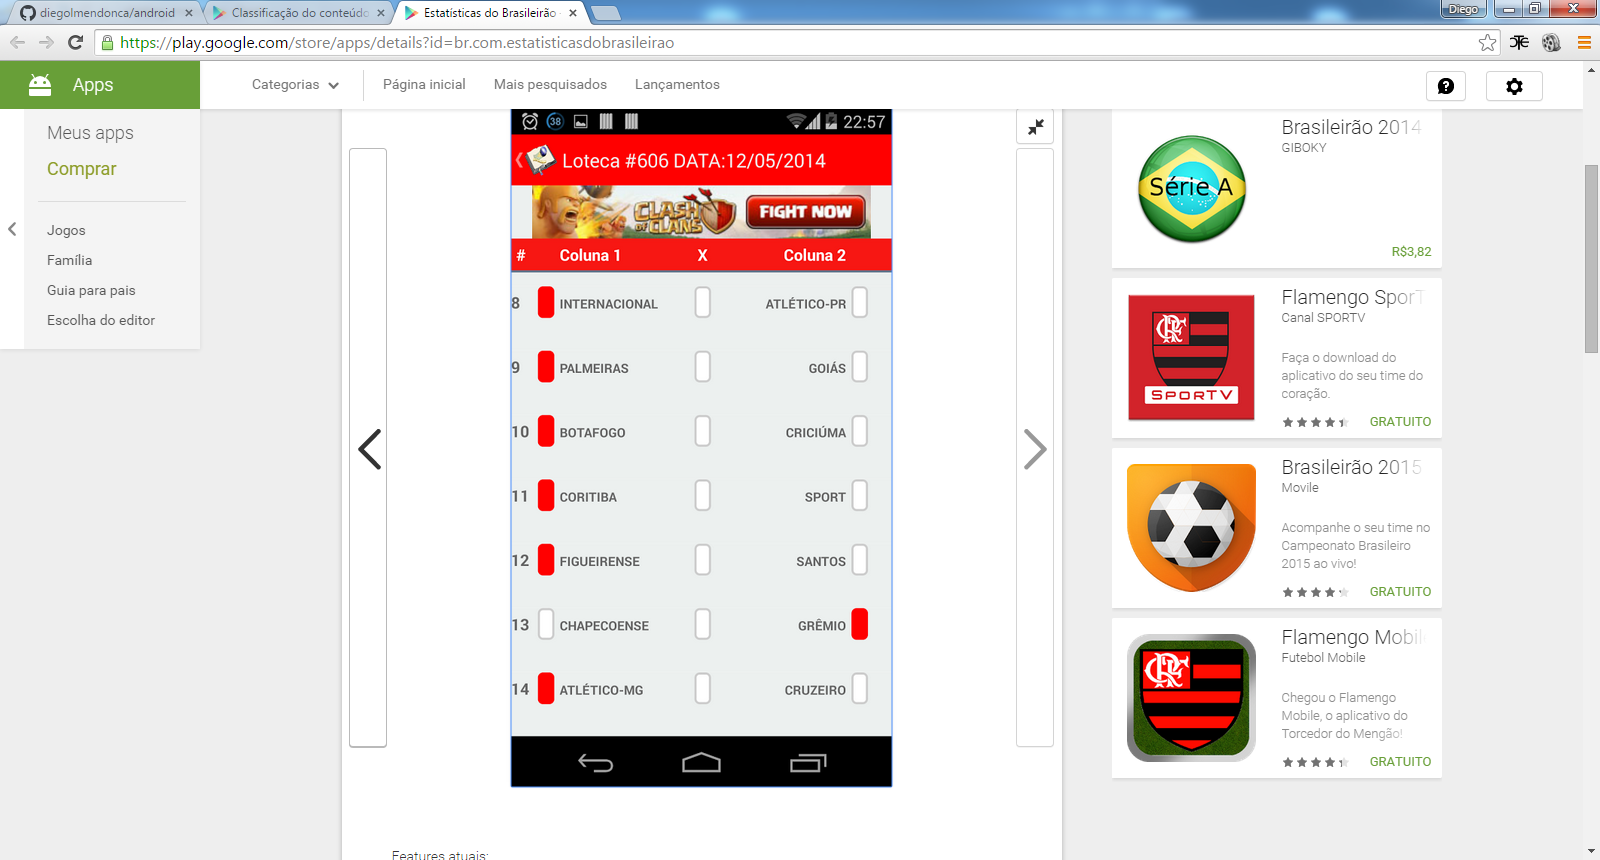 diegolmendonca/android
Classificação do conteúdo
Estatísticas do Brasileirão
Diego
https://play.google.com/store/apps/details?id=br.com.estatisticasdobrasileirao
Apps
Categorias
Página inicial
Mais pesquisados
Lançamentos
Meus apps
Comprar
Jogos
Família
Guia para pais
Escolha do editor
38
22:57
Loteca #606 DATA:12/05/2014
CLASH OF CLANS
FIGHT NOW
# Coluna 1 X Coluna 2
8 INTERNACIONAL ATLÉTICO-PR
9 PALMEIRAS GOIÁS
10 BOTAFOGO CRICIÚMA
11 CORITIBA SPORT
12 FIGUEIRENSE SANTOS
13 CHAPECOENSE GRÊMIO
14 ATLÉTICO-MG CRUZEIRO
Features atuais:
Série A
Brasileirão 2014
GIBOKY
R$3,82
SPORTV
Flamengo SporT
Canal SPORTV
Faça o download do
aplicativo do seu time do
coração.
GRATUITO
Brasileirão 2015
Movile
Acompanhe o seu time no
Campeonato Brasileiro
2015 ao vivo!
GRATUITO
Flamengo Mobil
Futebol Mobile
Chegou o Flamengo
Mobile, o aplicativo do
Torcedor do Mengão!
GRATUITO